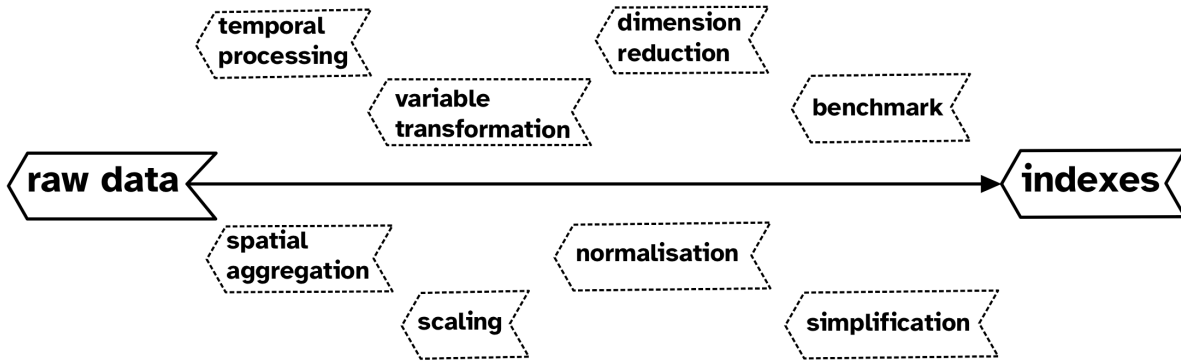 temporal
processing
dimension
reduction
variable
transformation
benchmark
raw data
indexes
spatial
aggregation
normalisation
scaling
simplification